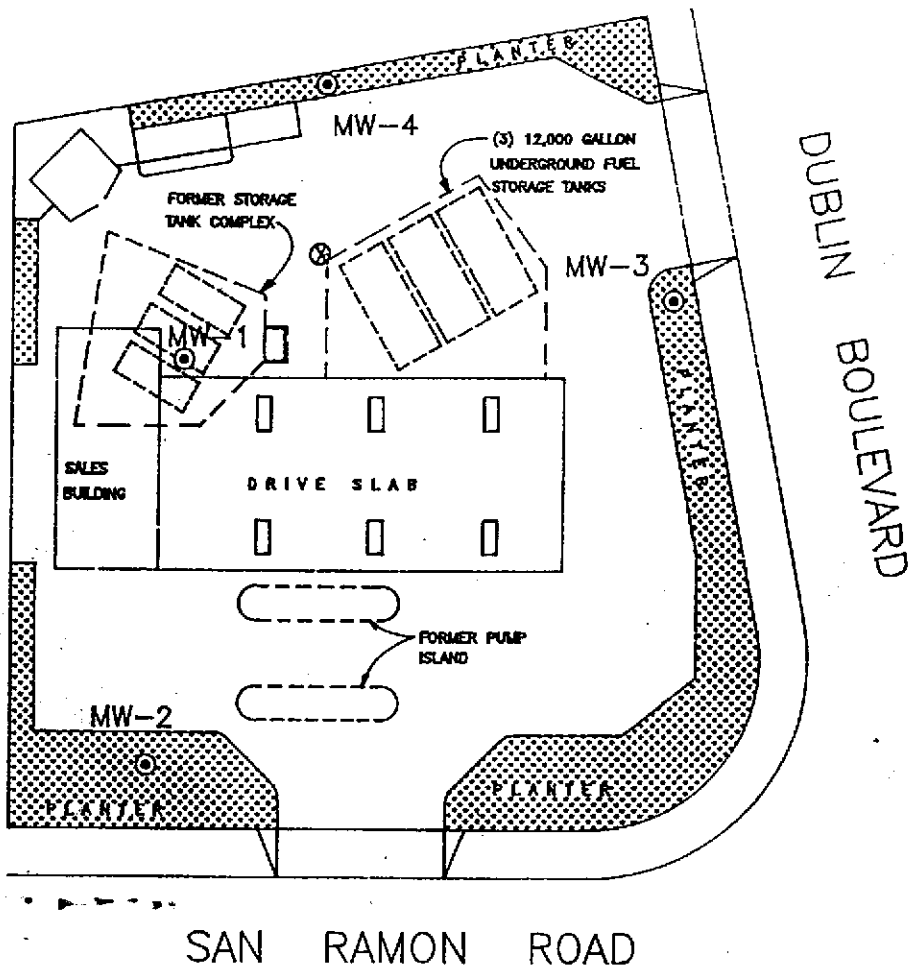 PLANTER
MW-4
(3) 12,000 GALLON
UNDERGROUND FUEL
STORAGE TANKS
FORMER STORAGE
TANK COMPLEX
MW-3
MW-1
DUBLIN BOULEVARD
PLANTER
SALES
BUILDING
DRIVE SLAB
FORMER PUMP
ISLAND
MW-2
PLANTER
PLANTER
SAN RAMON ROAD